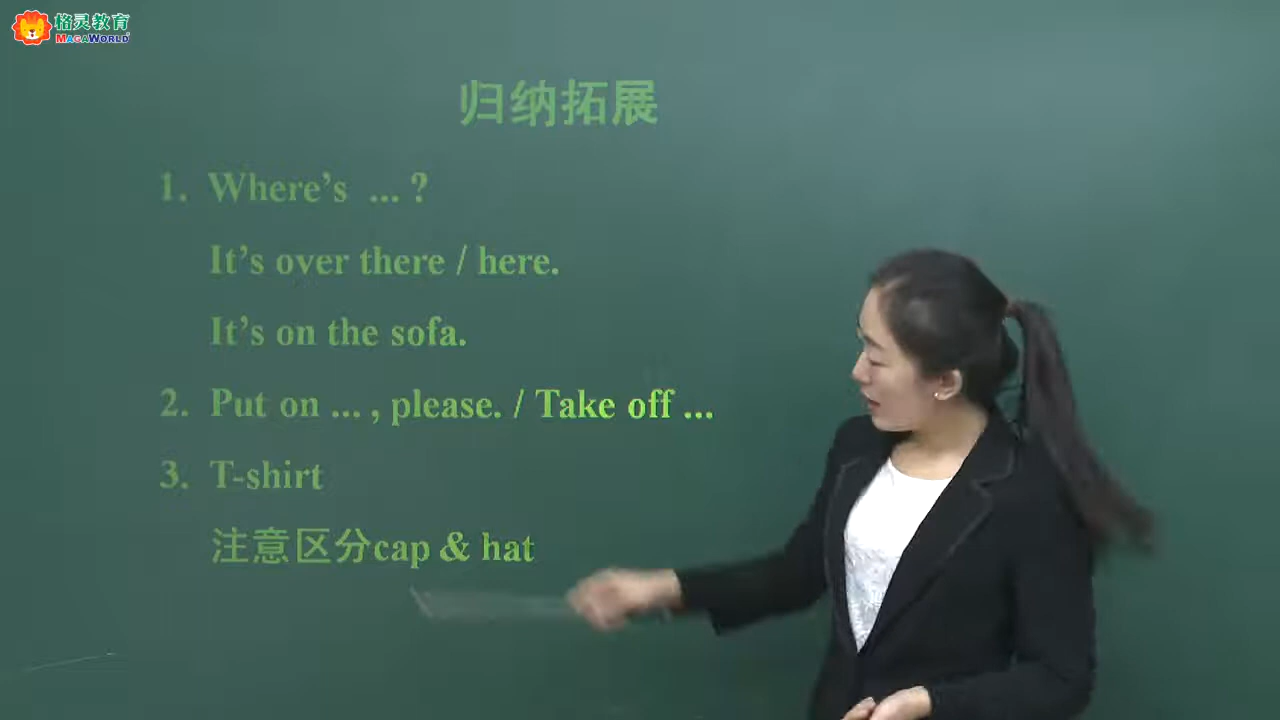 格灵教育
MAGAWORLD
归纳拓展
1. Where's ... ?
It's over there / here.
It's on the sofa.
2. Put on ... , please. / Take off ...
3. T-shirt
注意区分cap & hat